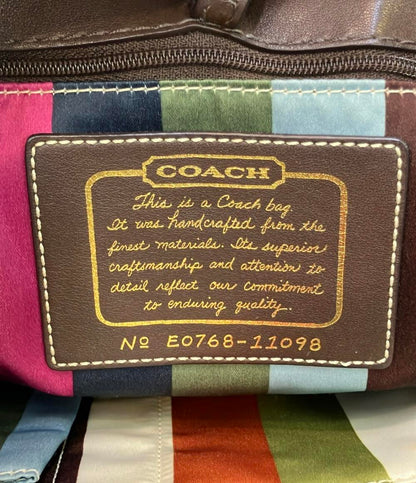 COACH
This is a Coach bag.
It was handcrafted from the
finest materials. Its superior
craftsmanship and attention to
detail reflect our commitment
to enduring quality.
No E0768-11098